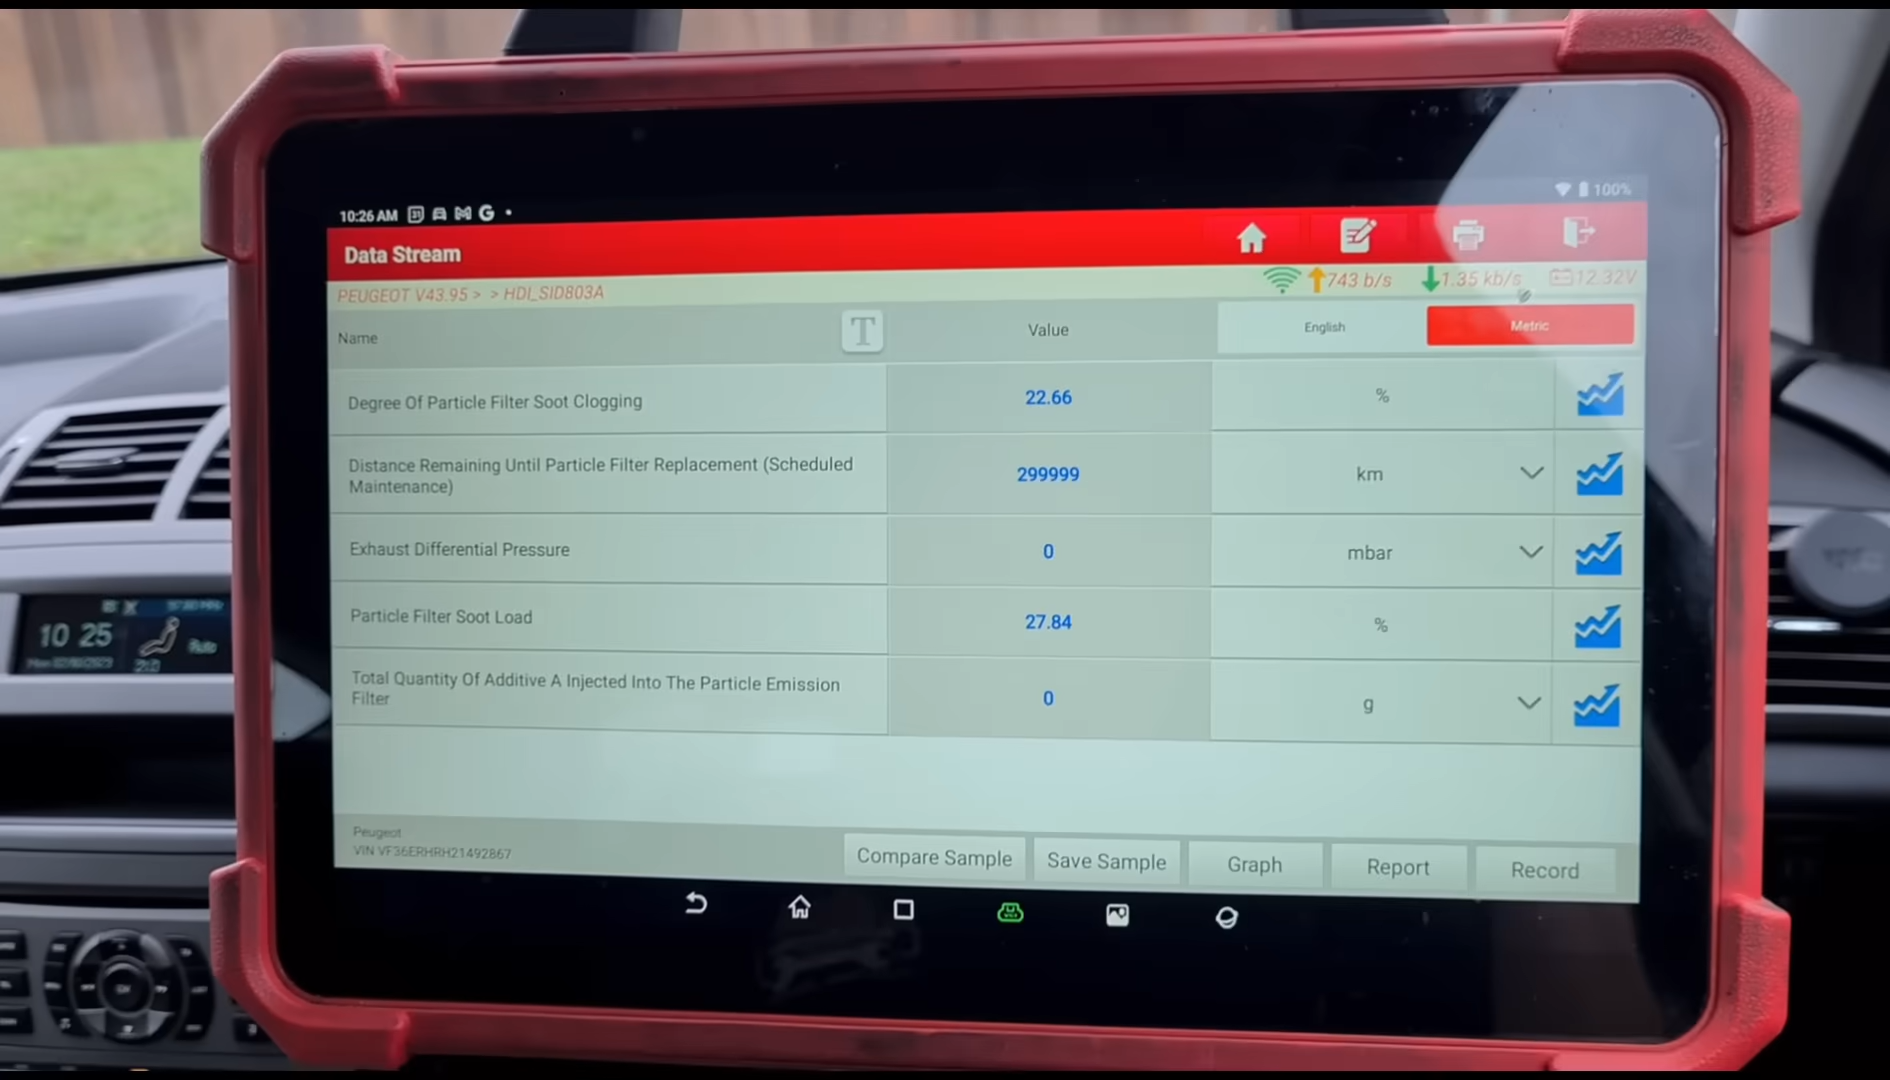 10:26 AM 31 G
100%
Data Stream
PEUGEOT V43.95 > > HDI_SID803A
743 b/s 1.35 kb/s 12.32V
Name T Value English Metric
Degree Of Particle Filter Soot Clogging 22.66 %
Distance Remaining Until Particle Filter Replacement (Scheduled
Maintenance) 299999 km
Exhaust Differential Pressure 0 mbar
Particle Filter Soot Load 27.84 %
Total Quantity Of Additive A Injected Into The Particle Emission
Filter 0 g
Peugeot
VIN VF36ERHRH21492867
Compare Sample Save Sample Graph Report Record
10 25
Auto